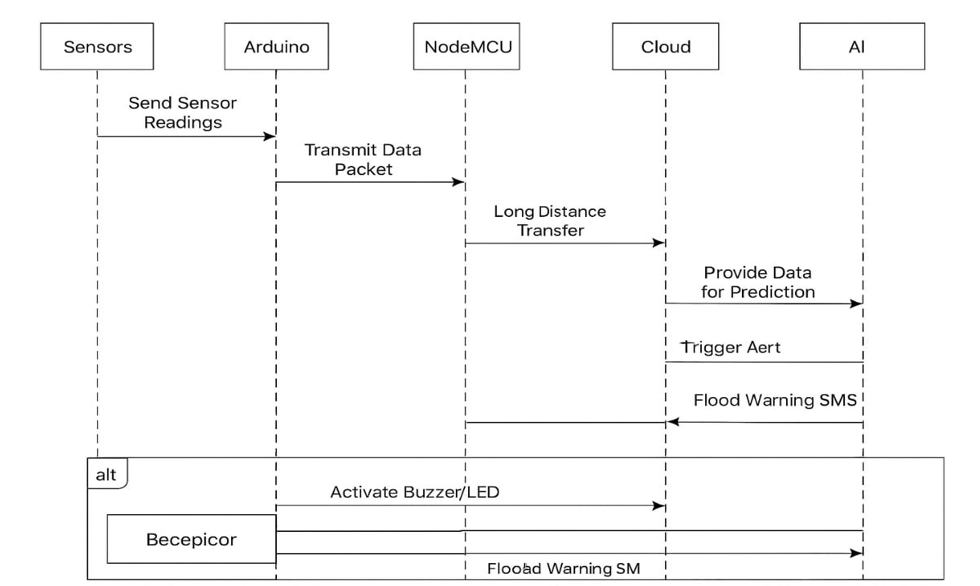 Sensors
Arduino
NodeMCU
Cloud
AI
Send Sensor
Readings
Transmit Data
Packet
Long Distance
Transfer
Provide Data
for Prediction
Trigger Aert
Flood Warning SMS
alt
Activate Buzzer/LED
Becepicor
Floodad Warning SM